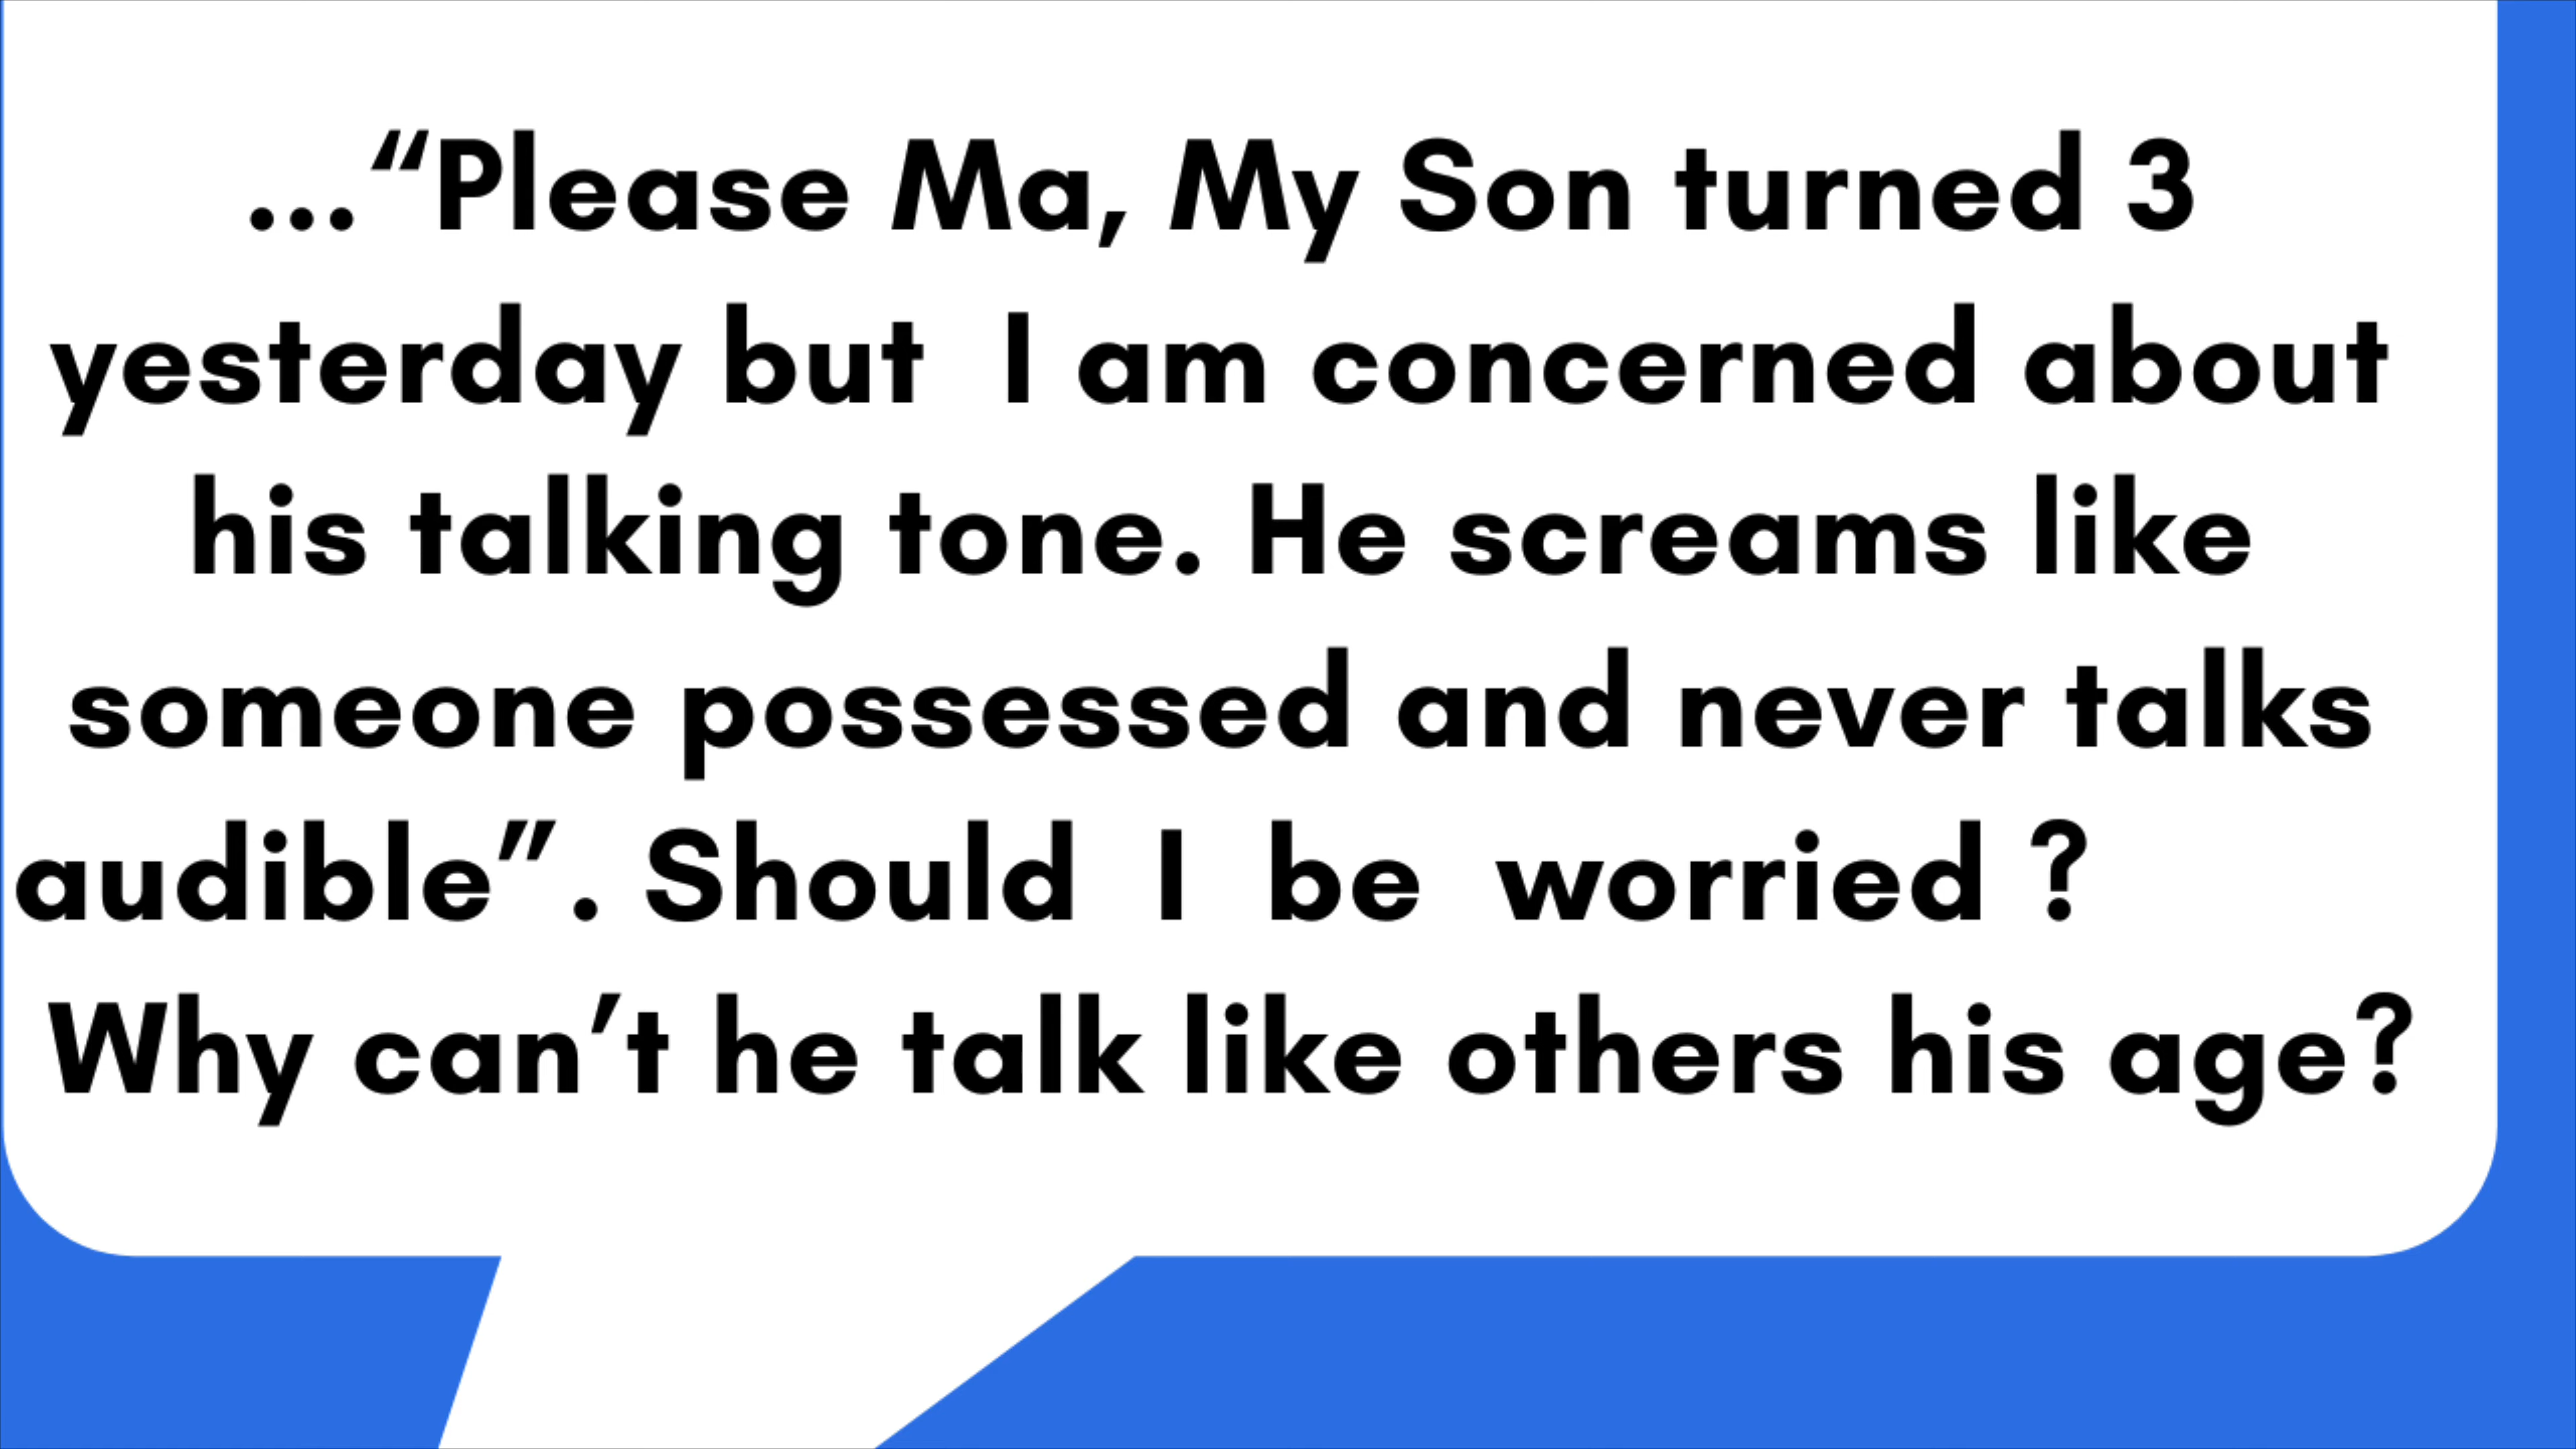 ...“Please Ma, My Son turned 3
yesterday but I am concerned about
his talking tone. He screams like
someone possessed and never talks
audible”. Should I be worried ?
Why can’t he talk like others his age?